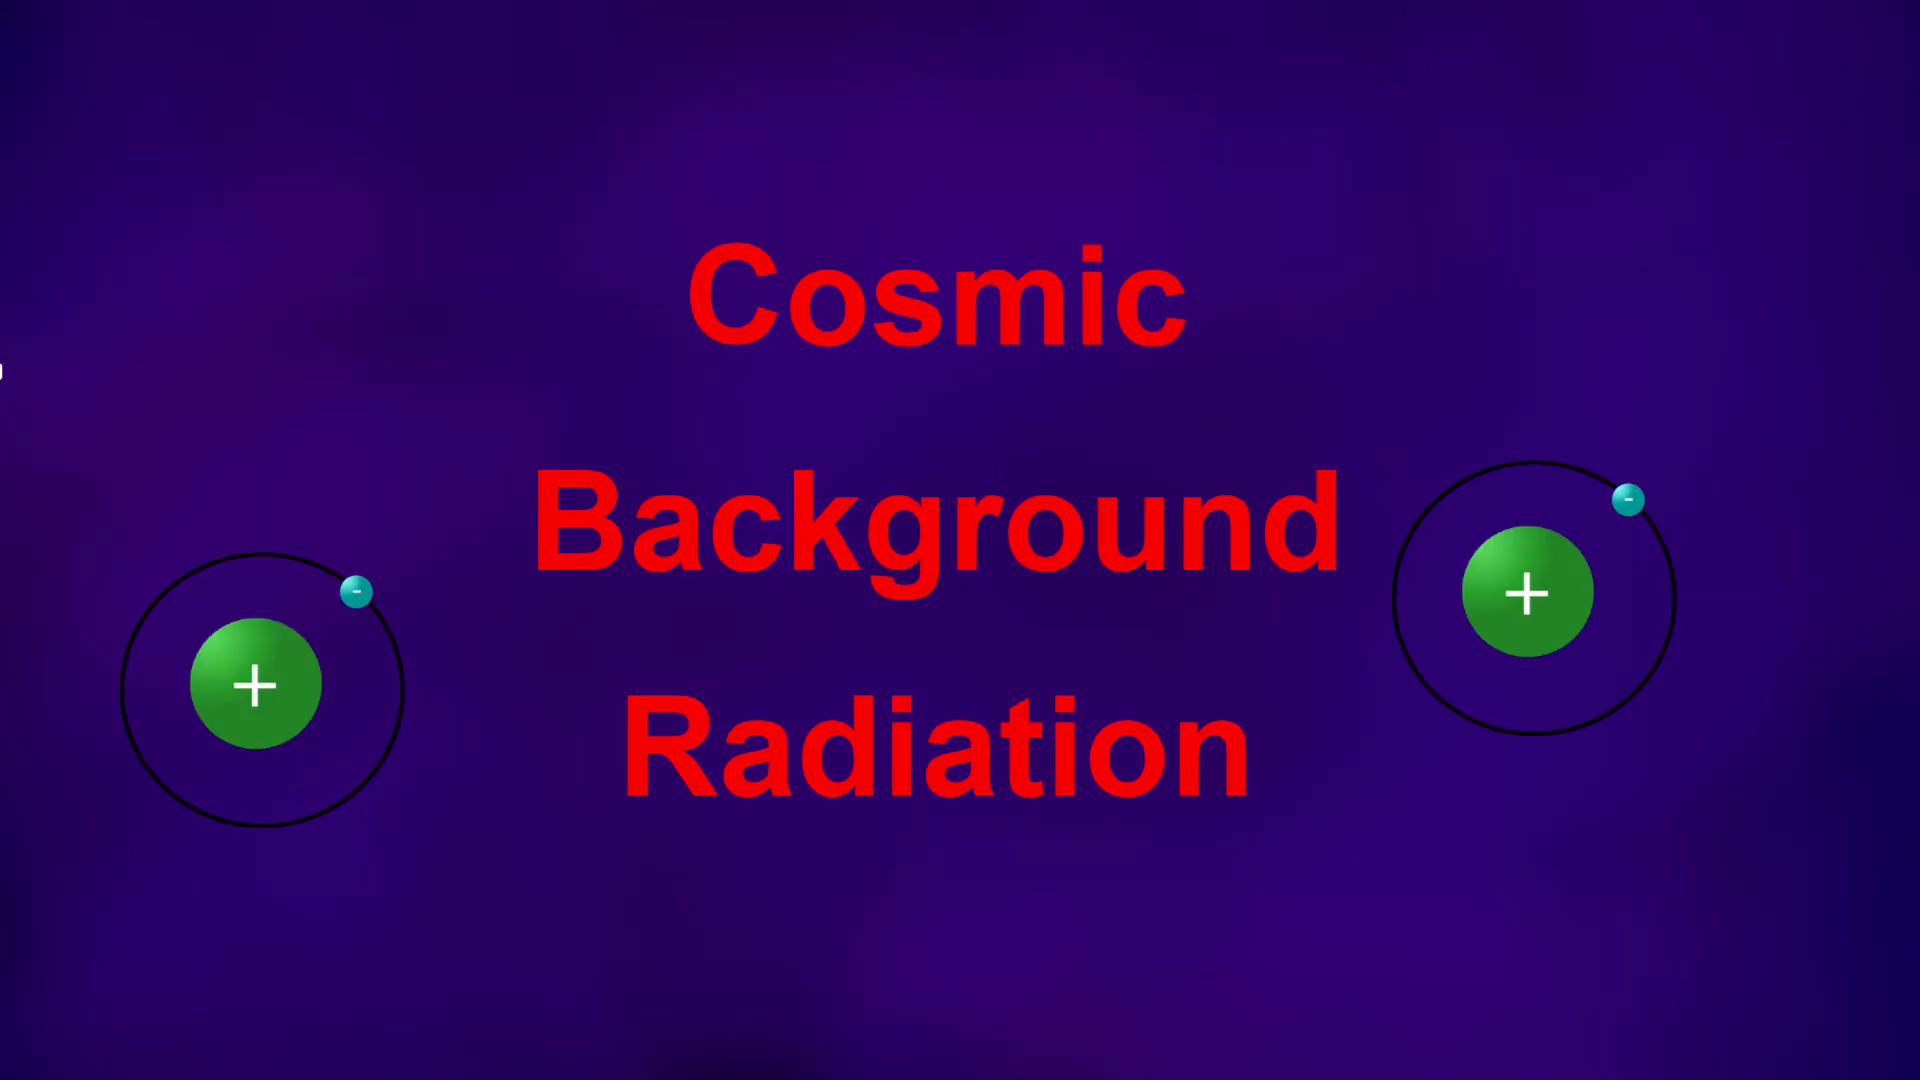 Cosmic
Background
Radiation
-
+
-
+